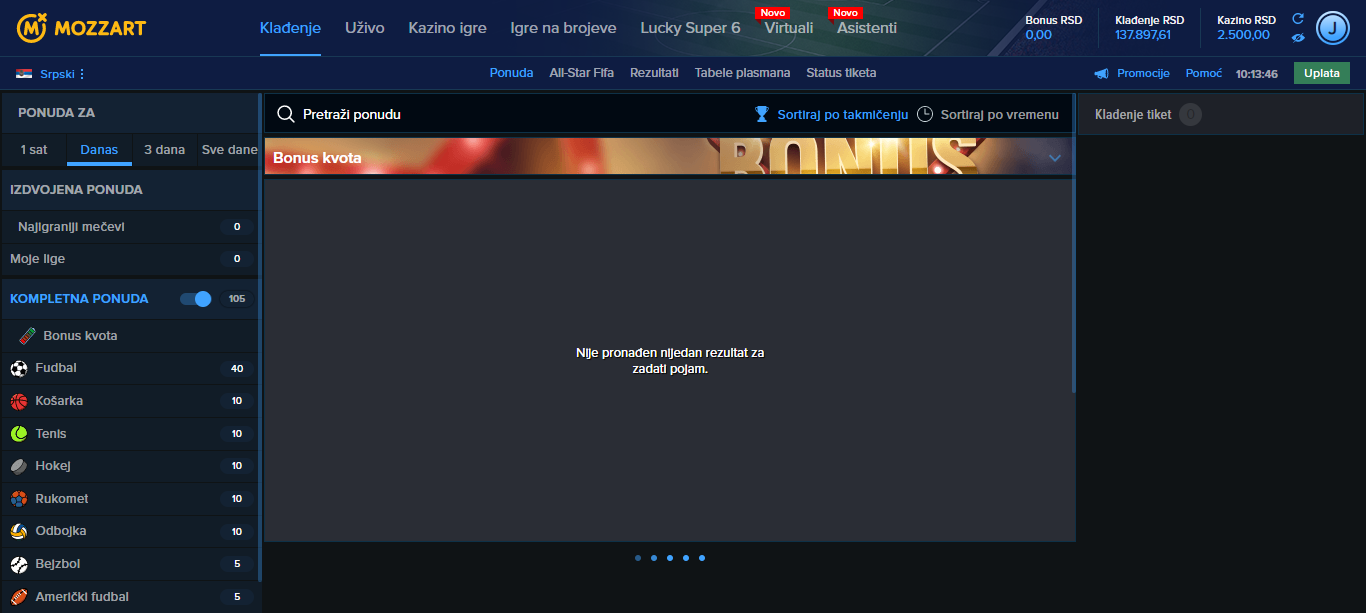 MOZZART
Klađenje
Uživo
Kazino igre
Igre na brojeve
Lucky Super 6
Novo
Virtuali
Novo
Asistenti
Bonus RSD
0,00
Klađenje RSD
137.897,61
Kazino RSD
2.500,00
J
Srpski
Ponuda
All-Star Fifa
Rezultati
Tabele plasmana
Status tiketa
Promocije
Pomoć
10:13:46
Uplata
PONUDA ZA
1 sat
Danas
3 dana
Sve dane
IZDVOJENA PONUDA
Najigraniji mečevi 0
Moje lige 0
KOMPLETNA PONUDA 105
Bonus kvota
Fudbal 40
Košarka 10
Tenis 10
Hokej 10
Rukomet 10
Odbojka 10
Bejzbol 5
Američki fudbal 5
Pretraži ponudu
Sortiraj po takmičenju
Sortiraj po vremenu
Bonus kvota
BONUS
Nije pronađen nijedan rezultat za
zadati pojam.
Klađenje tiket 0